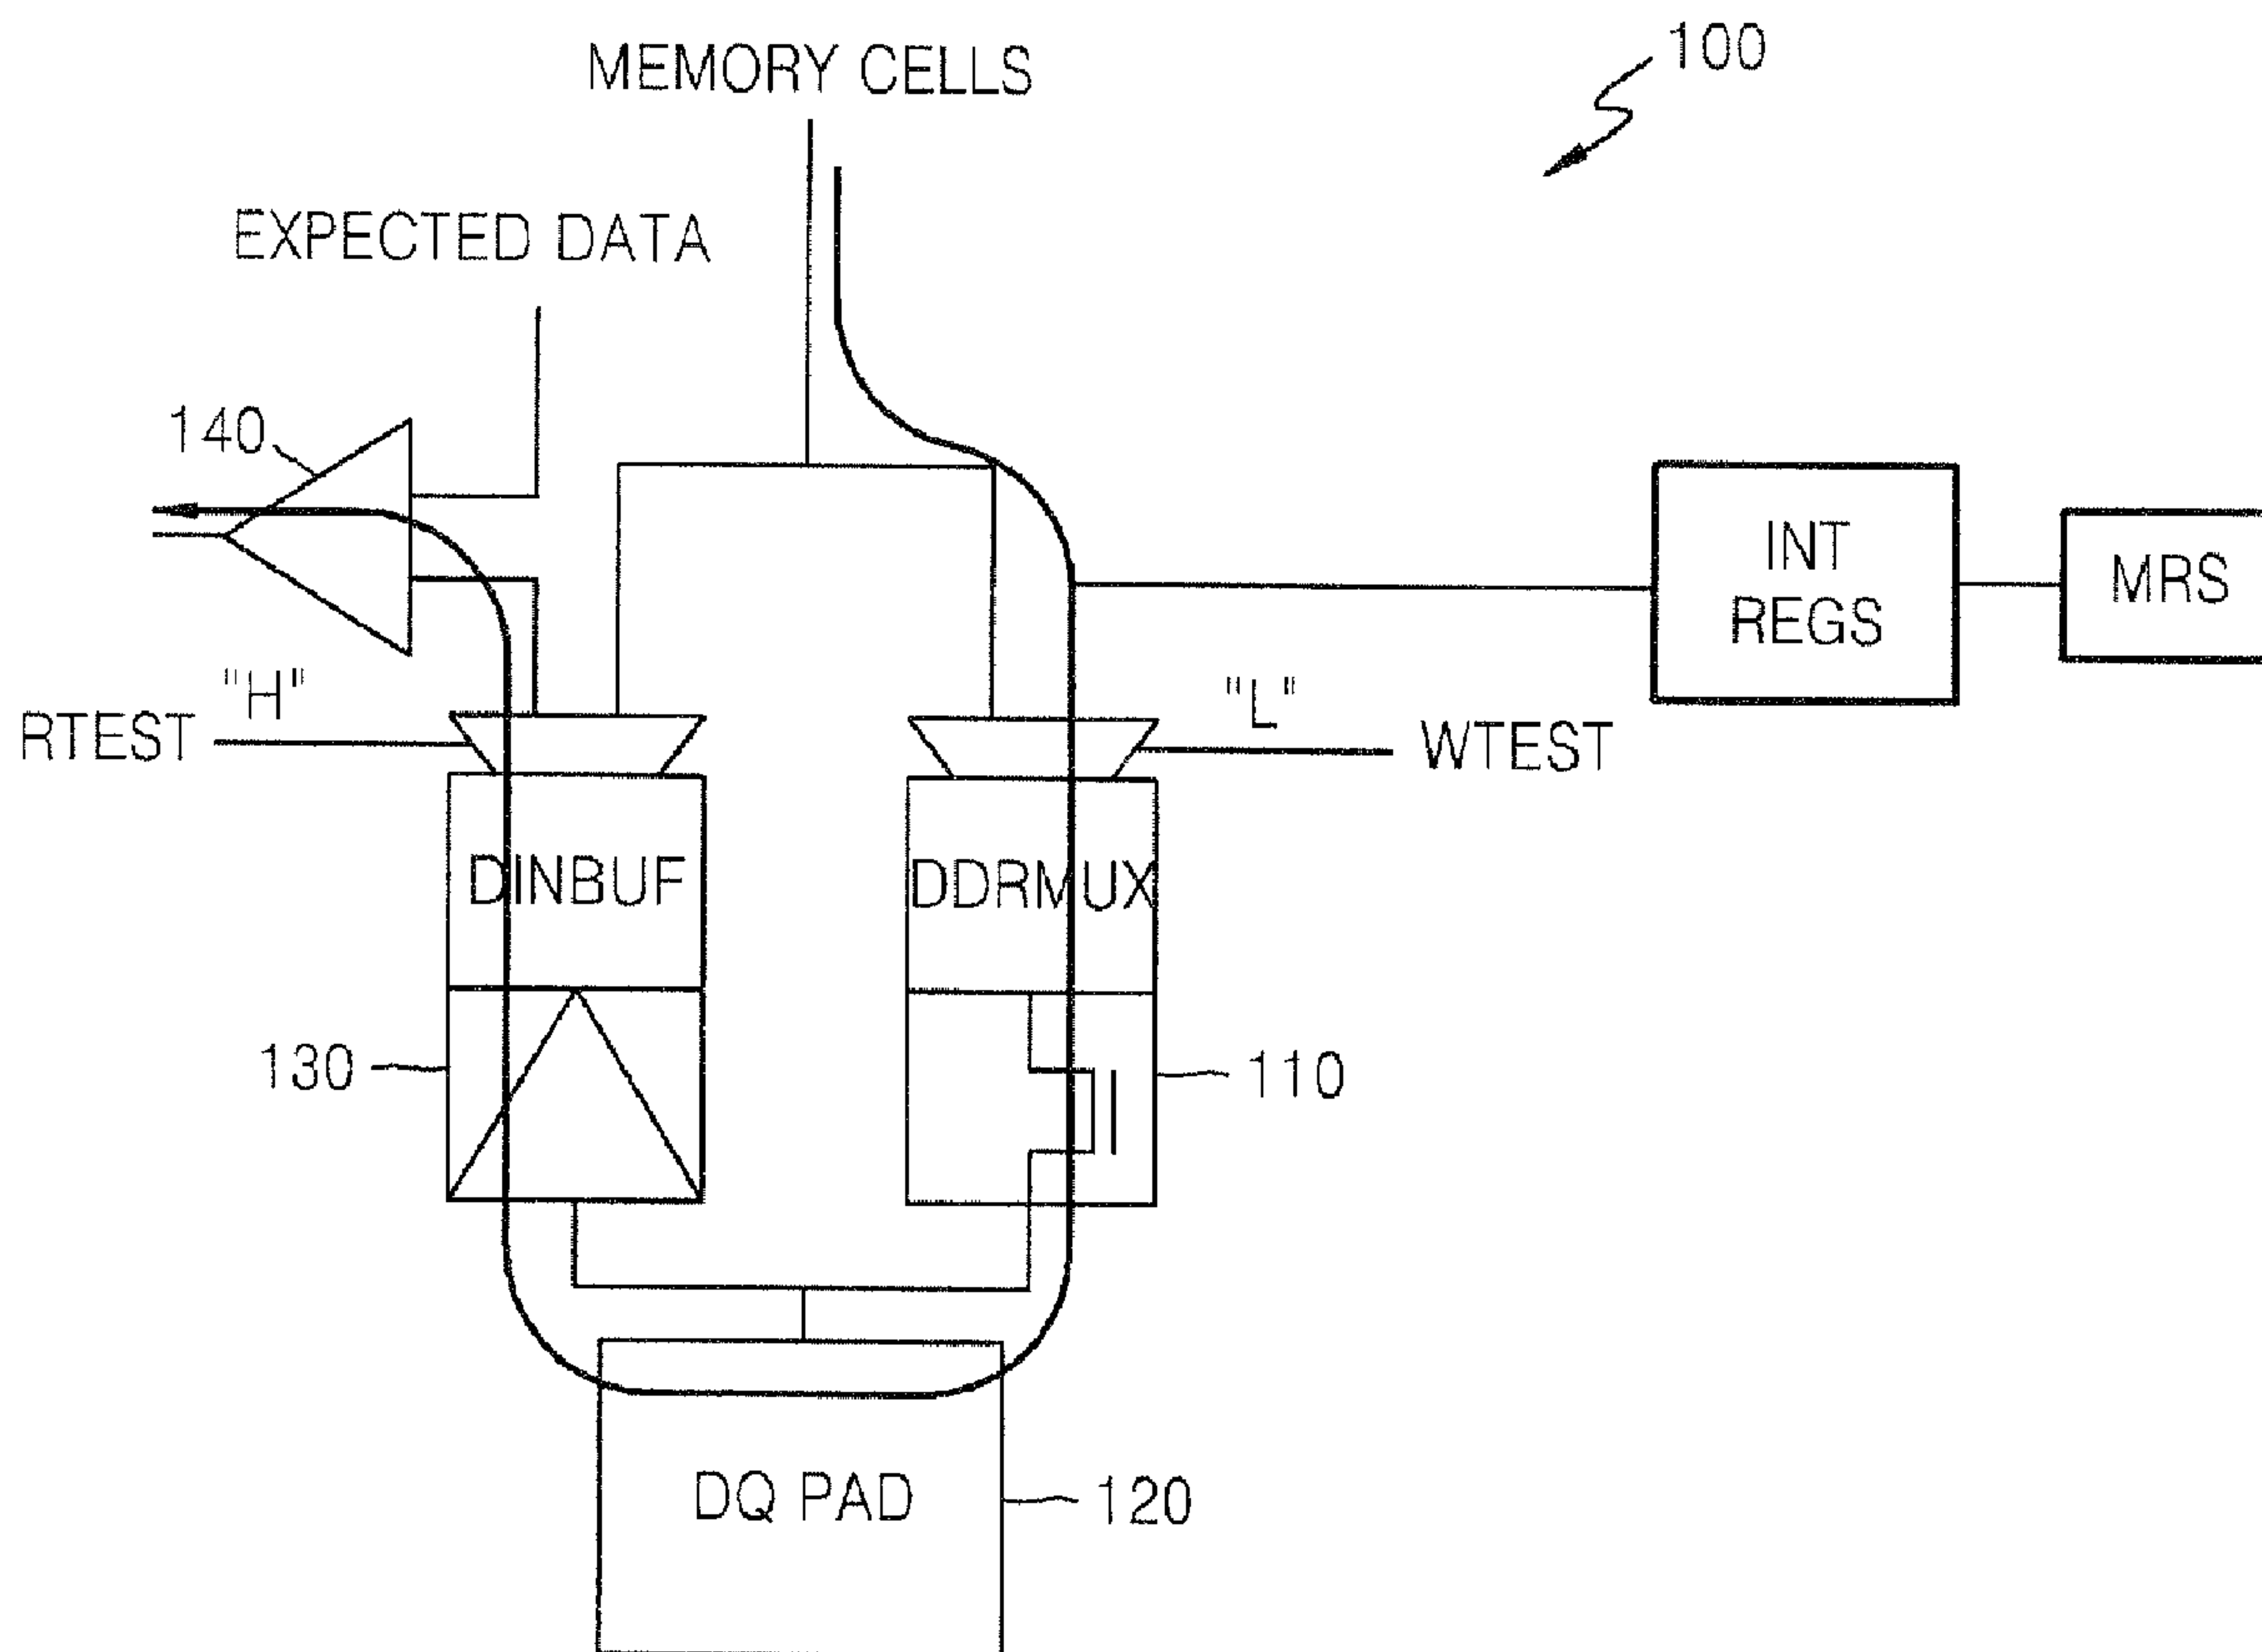 MEMORY CELLS
100
EXPECTED DATA
140
INT
REGS
MRS
"H"
RTEST
"L"
WTEST
DINBUF
DDRMUX
130
110
DQ PAD
120